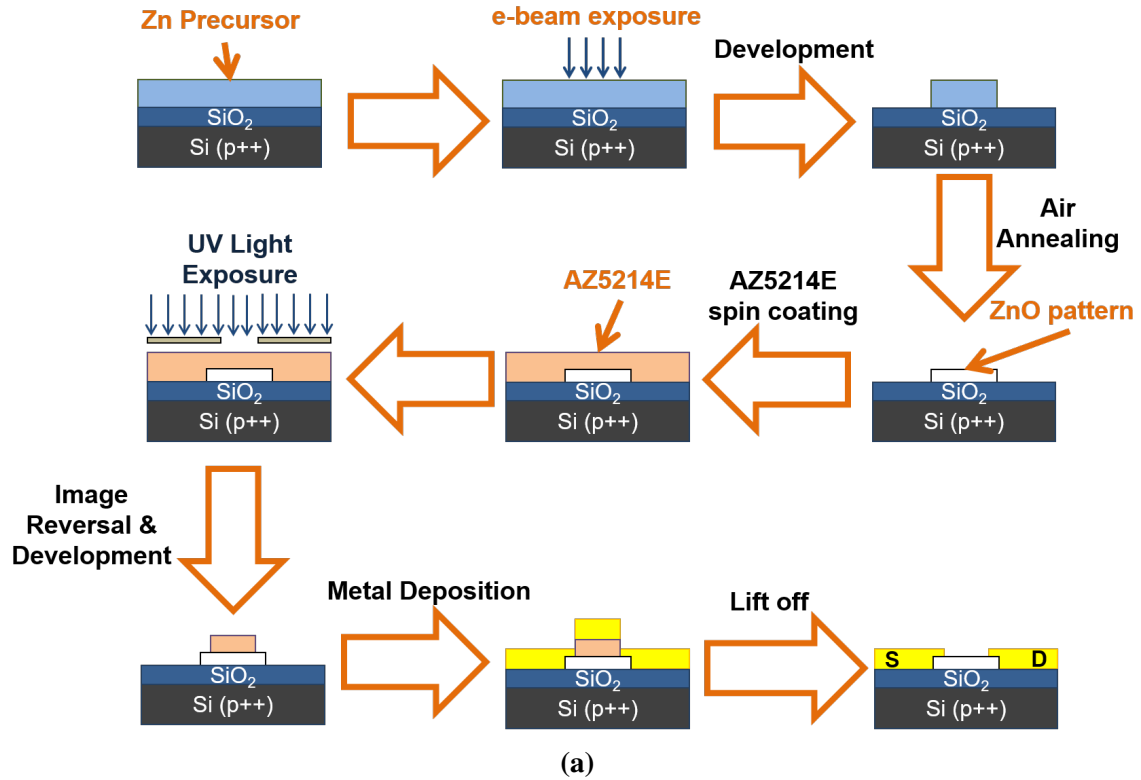 Zn Precursor
SiO2
Si (p++)
e-beam exposure
SiO2
Si (p++)
Development
SiO2
Si (p++)
Air
Annealing
ZnO pattern
SiO2
Si (p++)
AZ5214E
spin coating
AZ5214E
SiO2
Si (p++)
UV Light
Exposure
SiO2
Si (p++)
Image
Reversal &
Development
SiO2
Si (p++)
Metal Deposition
SiO2
Si (p++)
Lift off
S D
SiO2
Si (p++)
(a)